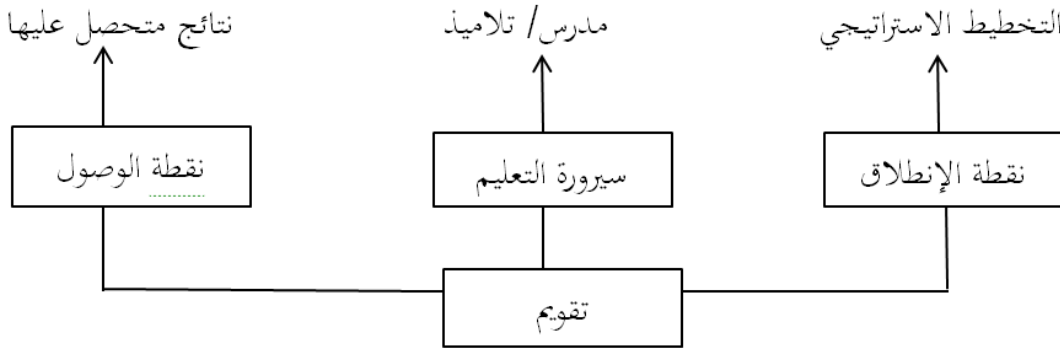 التخطيط الاستراتيجي
مدرس/ تلاميذ
نتائج متحصل عليها
نقطة الإنطلاق
سيرورة التعليم
نقطة الوصول
تقويم